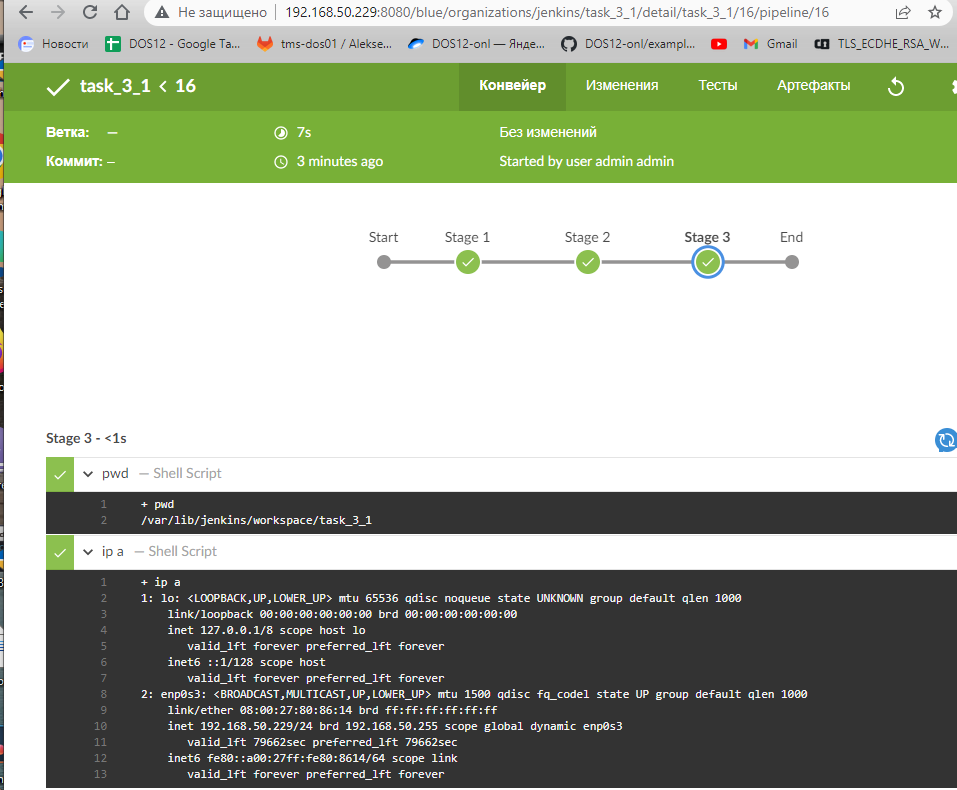 Не защищено 192.168.50.229:8080/blue/organizations/jenkins/task_3_1/detail/task_3_1/16/pipeline/16
Новости DOS12 - Google Ta... tms-dos01 / Alekse... DOS12-onl — Янде... DOS12-onl/exampl... Gmail TLS_ECDHE_RSA_W...
task_3_1 < 16 Конвейер Изменения Тесты Артефакты
Ветка: — 7s Без изменений
Коммит: – 3 minutes ago Started by user admin admin
Start Stage 1 Stage 2 Stage 3 End
Stage 3 - <1s
pwd — Shell Script
1 + pwd
2 /var/lib/jenkins/workspace/task_3_1
ip a — Shell Script
1 + ip a
2 1: lo: <LOOPBACK,UP,LOWER_UP> mtu 65536 qdisc noqueue state UNKNOWN group default qlen 1000
3 link/loopback 00:00:00:00:00:00 brd 00:00:00:00:00:00
4 inet 127.0.0.1/8 scope host lo
5 valid_lft forever preferred_lft forever
6 inet6 ::1/128 scope host
7 valid_lft forever preferred_lft forever
8 2: enp0s3: <BROADCAST,MULTICAST,UP,LOWER_UP> mtu 1500 qdisc fq_codel state UP group default qlen 1000
9 link/ether 08:00:27:80:86:14 brd ff:ff:ff:ff:ff:ff
10 inet 192.168.50.229/24 brd 192.168.50.255 scope global dynamic enp0s3
11 valid_lft 79662sec preferred_lft 79662sec
12 inet6 fe80::a00:27ff:fe80:8614/64 scope link
13 valid_lft forever preferred_lft forever